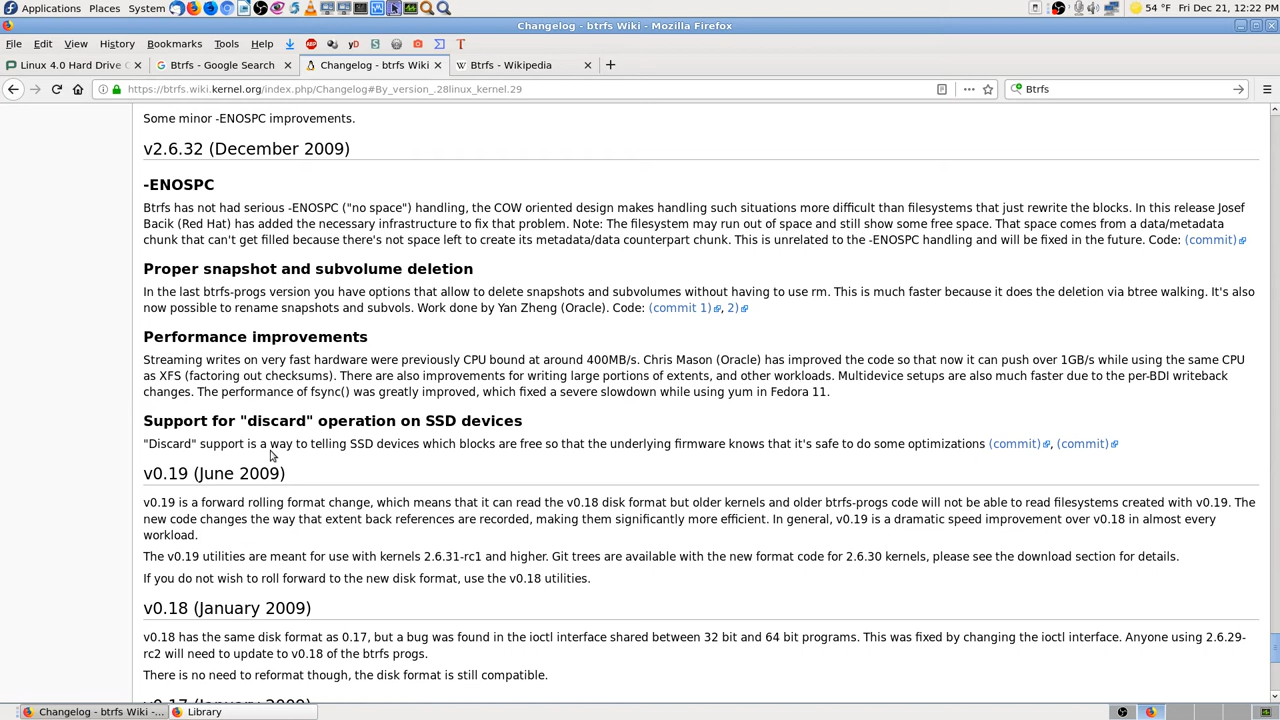 Applications Places System 54 °F Fri Dec 21, 12:22 PM
Changelog - btrfs Wiki - Mozilla Firefox
File Edit View History Bookmarks Tools Help
Linux 4.0 Hard Drive C Btrfs - Google Search Changelog - btrfs Wiki Btrfs - Wikipedia
https://btrfs.wiki.kernel.org/index.php/Changelog#By_version_.28linux_kernel.29 Btrfs
Some minor -ENOSPC improvements.
v2.6.32 (December 2009)
-ENOSPC
Btrfs has not had serious -ENOSPC ("no space") handling, the COW oriented design makes handling such situations more difficult than filesystems that just rewrite the blocks. In this release Josef
Bacik (Red Hat) has added the necessary infrastructure to fix that problem. Note: The filesystem may run out of space and still show some free space. That space comes from a data/metadata
chunk that can't get filled because there's not space left to create its metadata/data counterpart chunk. This is unrelated to the -ENOSPC handling and will be fixed in the future. Code: (commit)
Proper snapshot and subvolume deletion
In the last btrfs-progs version you have options that allow to delete snapshots and subvolumes without having to use rm. This is much faster because it does the deletion via btree walking. It's also
now possible to rename snapshots and subvols. Work done by Yan Zheng (Oracle). Code: (commit 1), 2)
Performance improvements
Streaming writes on very fast hardware were previously CPU bound at around 400MB/s. Chris Mason (Oracle) has improved the code so that now it can push over 1GB/s while using the same CPU
as XFS (factoring out checksums). There are also improvements for writing large portions of extents, and other workloads. Multidevice setups are also much faster due to the per-BDI writeback
changes. The performance of fsync() was greatly improved, which fixed a severe slowdown while using yum in Fedora 11.
Support for "discard" operation on SSD devices
"Discard" support is a way to telling SSD devices which blocks are free so that the underlying firmware knows that it's safe to do some optimizations (commit), (commit)
v0.19 (June 2009)
v0.19 is a forward rolling format change, which means that it can read the v0.18 disk format but older kernels and older btrfs-progs code will not be able to read filesystems created with v0.19. The
new code changes the way that extent back references are recorded, making them significantly more efficient. In general, v0.19 is a dramatic speed improvement over v0.18 in almost every
workload.
The v0.19 utilities are meant for use with kernels 2.6.31-rc1 and higher. Git trees are available with the new format code for 2.6.30 kernels, please see the download section for details.
If you do not wish to roll forward to the new disk format, use the v0.18 utilities.
v0.18 (January 2009)
v0.18 has the same disk format as 0.17, but a bug was found in the ioctl interface shared between 32 bit and 64 bit programs. This was fixed by changing the ioctl interface. Anyone using 2.6.29-
rc2 will need to update to v0.18 of the btrfs progs.
There is no need to reformat though, the disk format is still compatible.
v0.17 (January 2009)
Changelog - btrfs Wiki -... Library